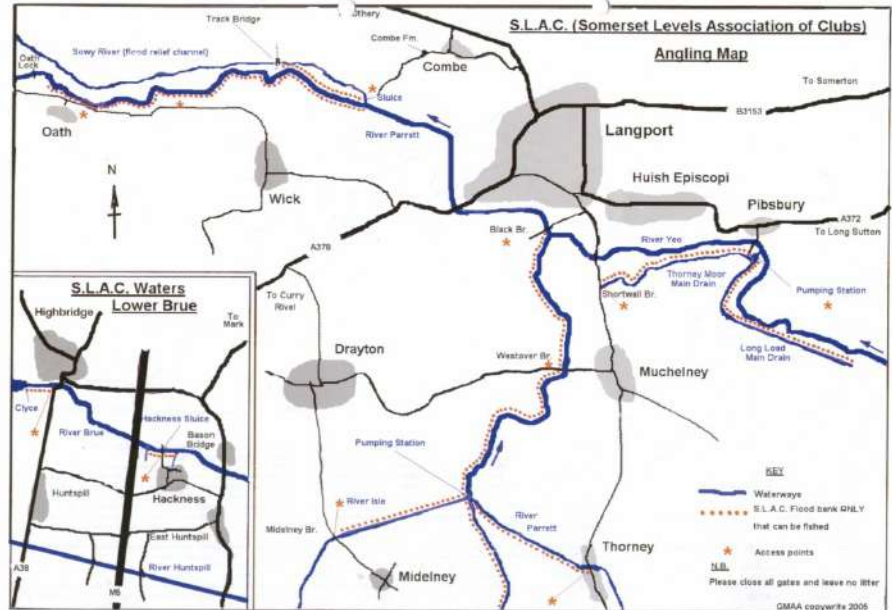 S.L.A.C. (Somerset Levels Association of Clubs)
Angling Map
Track Bridge
Othery
Combe Fm.
Sowy River (flood relief channel)
Combe
Oath
Lock
To Somerton
Sluice
B3153
Oath
River Parrett
Langport
N
Huish Episcopi
Wick
Pibsbury
A372
To Long Sutton
Black Br.
River Yeo
A378
Thorney Moor
Main Drain
Pumping Station
Shortwall Br.
To Curry
Rivel
Long Load
Main Drain
Drayton
Westover Br
Muchelney
Pumping
Station
River Isle
River
Parrett
Midelney Br.
Thorney
Midelney
S.L.A.C. Waters
Lower Brue
Highbridge
To
Mark
Clyce
Hackness Sluice
River Brue
Bason
Bridge
Huntspill
Hackness
East Huntspill
A38
River Huntspill
M5
KEY
Waterways
S.L.A.C. Flood bank ONLY
that can be fished
Access points
N.B.
Please close all gates and leave no litter
GMAA copywrite 2005